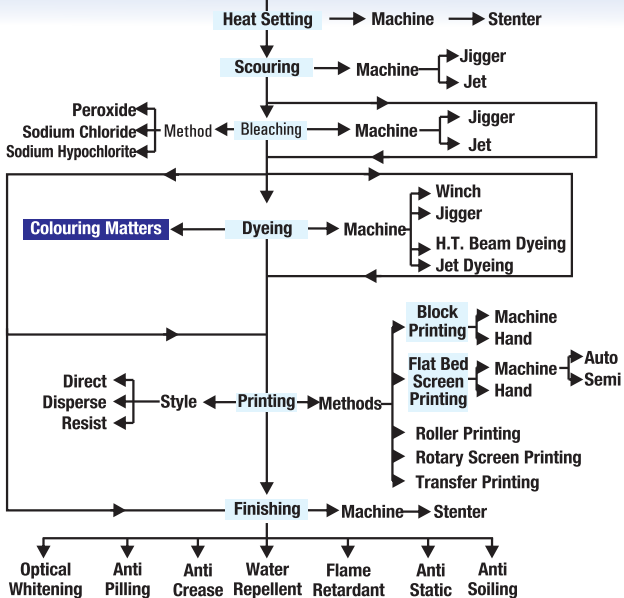 Heat Setting Machine Stenter
Scouring Machine Jigger
Jet
Peroxide
Sodium Chloride Method Bleaching Machine Jigger
Sodium Hypochlorite Jet
Winch
Jigger
Colouring Matters Dyeing Machine
H.T. Beam Dyeing
Jet Dyeing
Block
Printing
Machine
Hand
Flat Bed
Screen
Printing
Machine
Hand
Auto
Semi
Direct
Disperse Style Printing Methods
Resist
Roller Printing
Rotary Screen Printing
Transfer Printing
Finishing Machine Stenter
Optical
Whitening
Anti
Pilling
Anti
Crease
Water
Repellent
Flame
Retardant
Anti
Static
Anti
Soiling